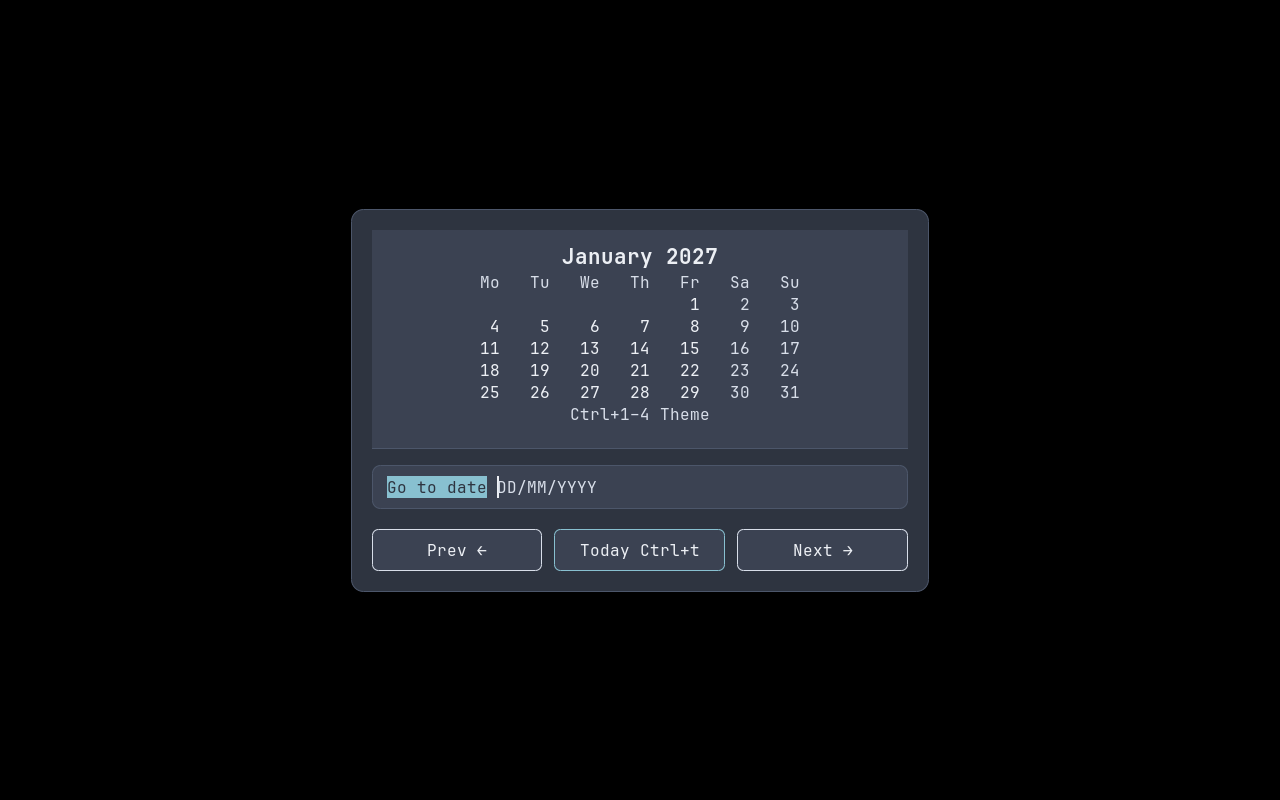 January 2027
Mo Tu We Th Fr Sa Su
1 2 3
4 5 6 7 8 9 10
11 12 13 14 15 16 17
18 19 20 21 22 23 24
25 26 27 28 29 30 31
Ctrl+1–4 Theme
Go to date DD/MM/YYYY
Prev ← Today Ctrl+t Next →